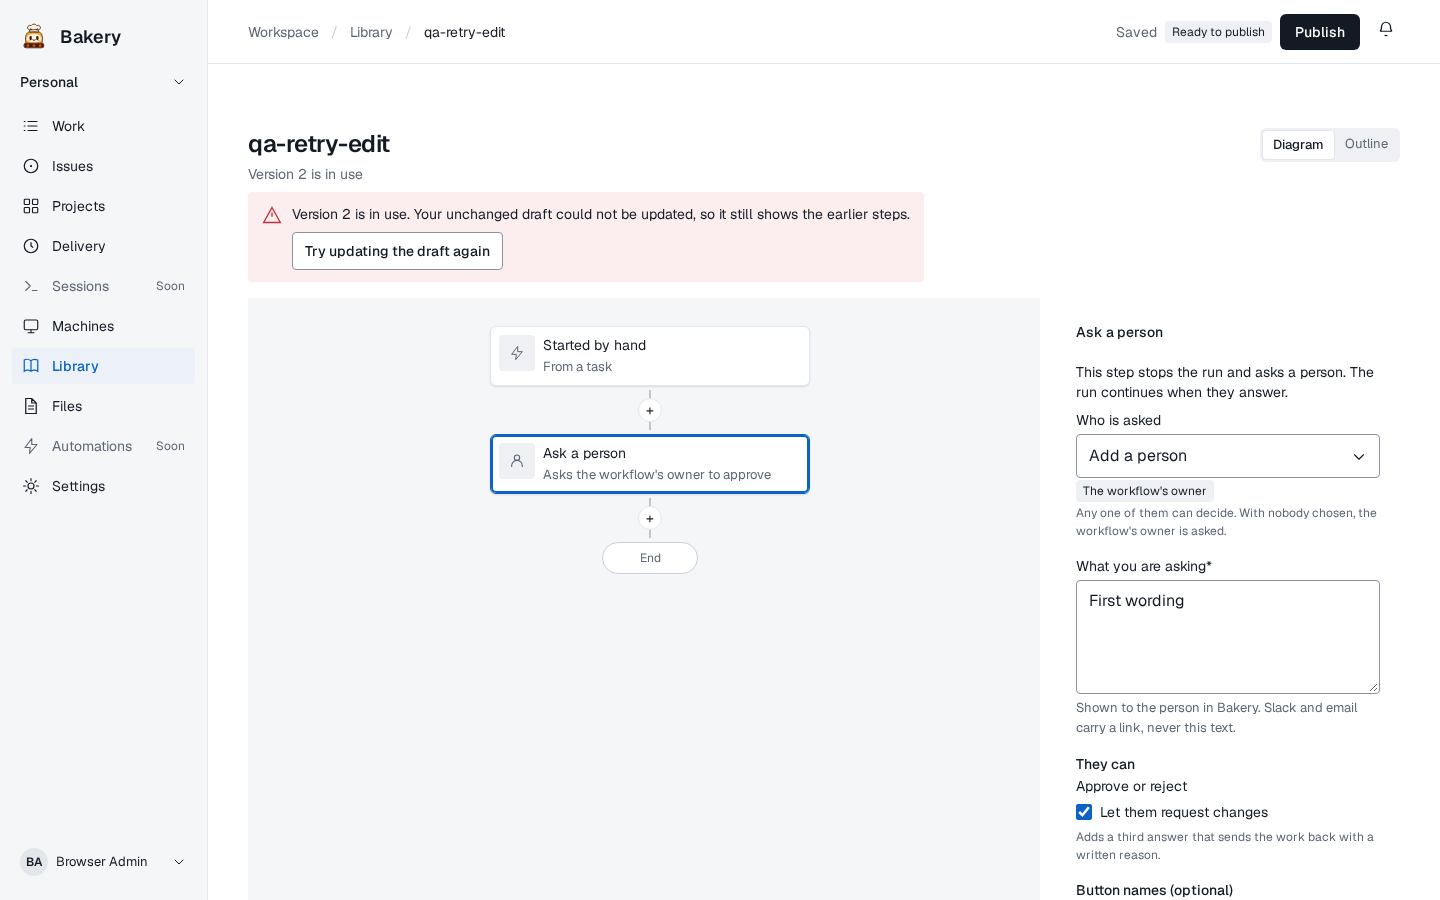 Bakery
Personal
Work
Issues
Projects
Delivery
Sessions Soon
Machines
Library
Files
Automations Soon
Settings
BA Browser Admin
Workspace / Library / qa-retry-edit
Saved Ready to publish Publish
qa-retry-edit
Version 2 is in use
Diagram Outline
Version 2 is in use. Your unchanged draft could not be updated, so it still shows the earlier steps.
Try updating the draft again
Started by hand
From a task
+
Ask a person
Asks the workflow's owner to approve
+
End
Ask a person
This step stops the run and asks a person. The
run continues when they answer.
Who is asked
Add a person
The workflow's owner
Any one of them can decide. With nobody chosen, the
workflow's owner is asked.
What you are asking*
First wording
Shown to the person in Bakery. Slack and email
carry a link, never this text.
They can
Approve or reject
Let them request changes
Adds a third answer that sends the work back with a
written reason.
Button names (optional)